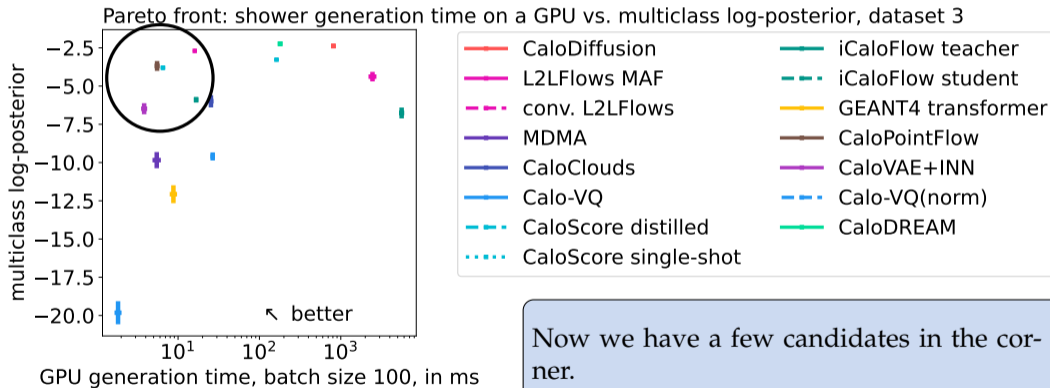 Pareto front: shower generation time on a GPU vs. multiclass log-posterior, dataset 3
multiclass log-posterior
−2.5
−5.0
−7.5
−10.0
−12.5
−15.0
−17.5
−20.0
↖ better
10¹ 10² 10³
GPU generation time, batch size 100, in ms
CaloDiffusion
L2LFlows MAF
conv. L2LFlows
MDMA
CaloClouds
Calo-VQ
CaloScore distilled
CaloScore single-shot
iCaloFlow teacher
iCaloFlow student
GEANT4 transformer
CaloPointFlow
CaloVAE+INN
Calo-VQ(norm)
CaloDREAM
Now we have a few candidates in the cor-
ner.